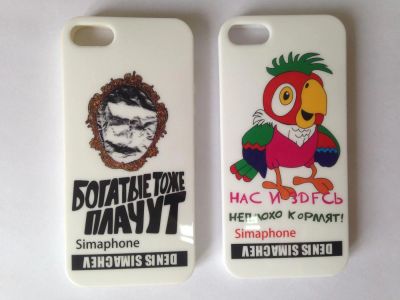 БОГАТЫЕ ТОЖЕ
ПЛАЧУТ
Simaphone
DENIS SIMACHEV
НАС И ЗДЕСЬ
НЕПЛОХО КОРМЯТ!
Simaphone
DENIS SIMACHEV